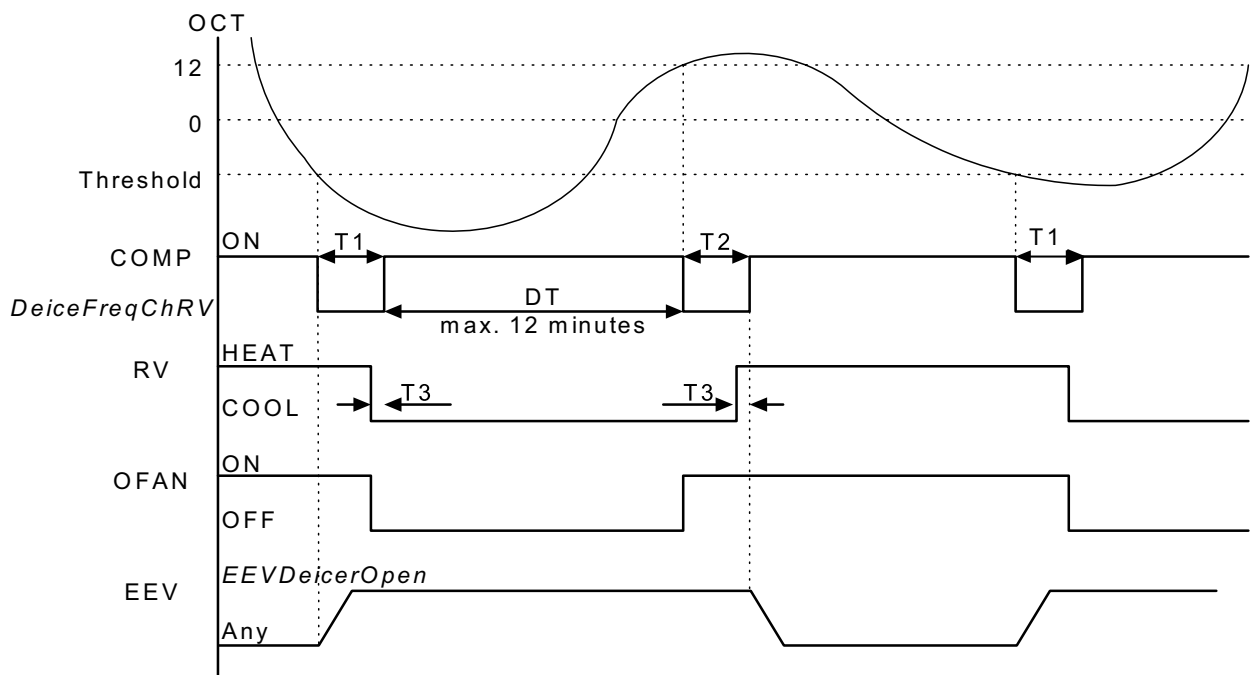 OCT
12
0
Threshold
ON
T1
T2
T1
COMP
DeiceFreqChRV
DT
max. 12 minutes
HEAT
RV
T3
T3
COOL
ON
OFAN
OFF
EEVDeicerOpen
EEV
Any